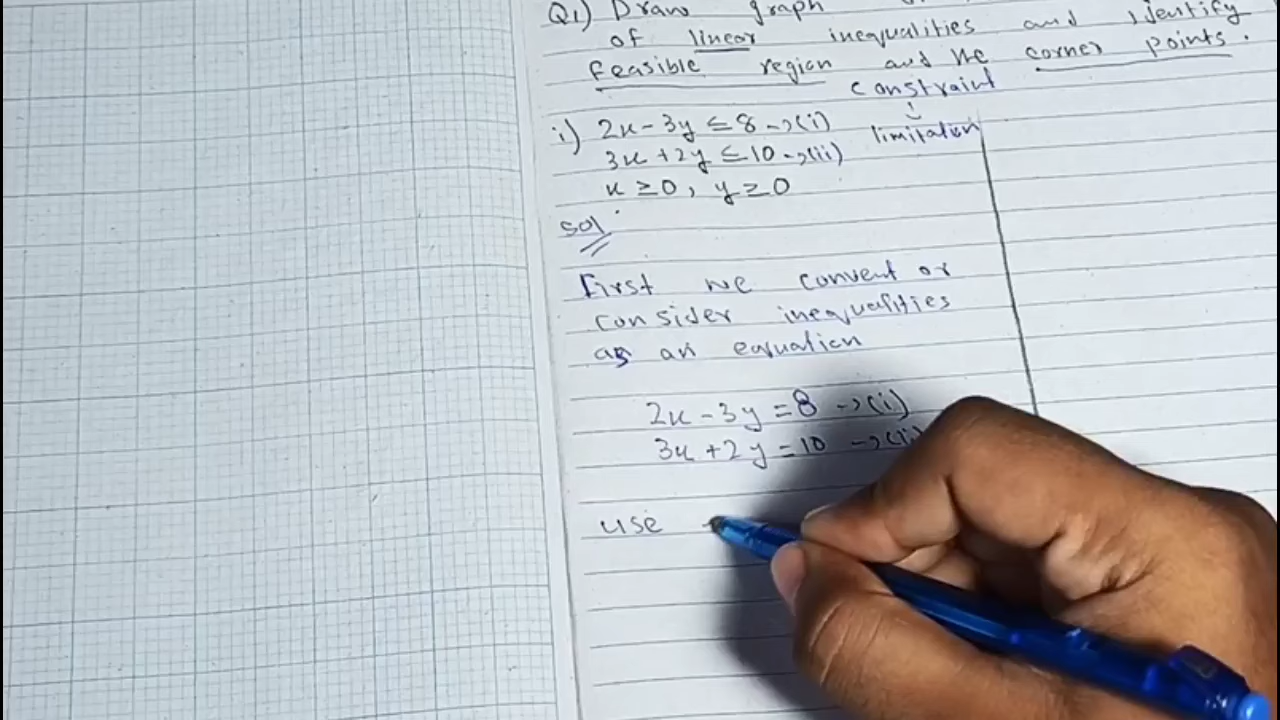 Q1) Draw graph
of linear inequalities and identify
feasible region and the corner points.
constraint
i) 2x - 3y ≤ 8 → (i)
limitation
3x + 2y ≤ 10 → (ii)
x ≥ 0, y ≥ 0
Sol
First we convent or
consider inequalities
as an equation
2x - 3y = 8 → (i)
3x + 2y = 10 →
use